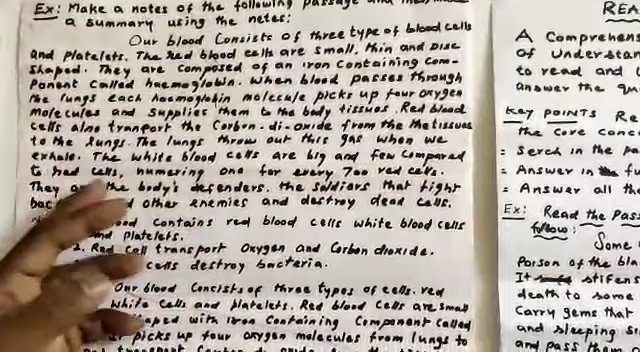 Ex: Make a notes of the following passage and then make
a summary using the notes:
Our blood Consists of three type of blood cells
and platelets. The red blood cells are small, thin and Disc
Shaped. They are composed of an iron Containing Com-
Ponent Called haemoglobin. When blood passes through
the lungs each haemoglobin molecule picks up four oxygen
Molecules and supplies them to the body tissues. Red blood
cells also tranport the Carbon-di-oxide from the thetissues
to the lungs. The lungs throw out this gas when we
exhale. The white blood cells are big and few Compared
to hed Cells, numering one for every 700 red cells.
They are the body's defenders. the Soldiers that fight
other enemies and destroy dead cells.
Contains red blood cells white blood cells
and Platelets.
2. Red Cell transport Oxygen and Carbon dioxide.
cells destroy bacteria.
Our blood Consists of three types of cells. red
White Cells and platelets. Red blood Cells are small
with iron Containing Component Called
picks up four oxygen molecules from lungs to
REA
A Comprehens
of Understan
to read and
answer the qu
Key POINTS Re
the Core Conc
= Serch in the pa
= Answer in the fu
= Answer all th
Ex: Read the Pass
follow:
Some
Poison of the bla
It stifens
death to some
Carry gems that
and sleeping si
and pass them